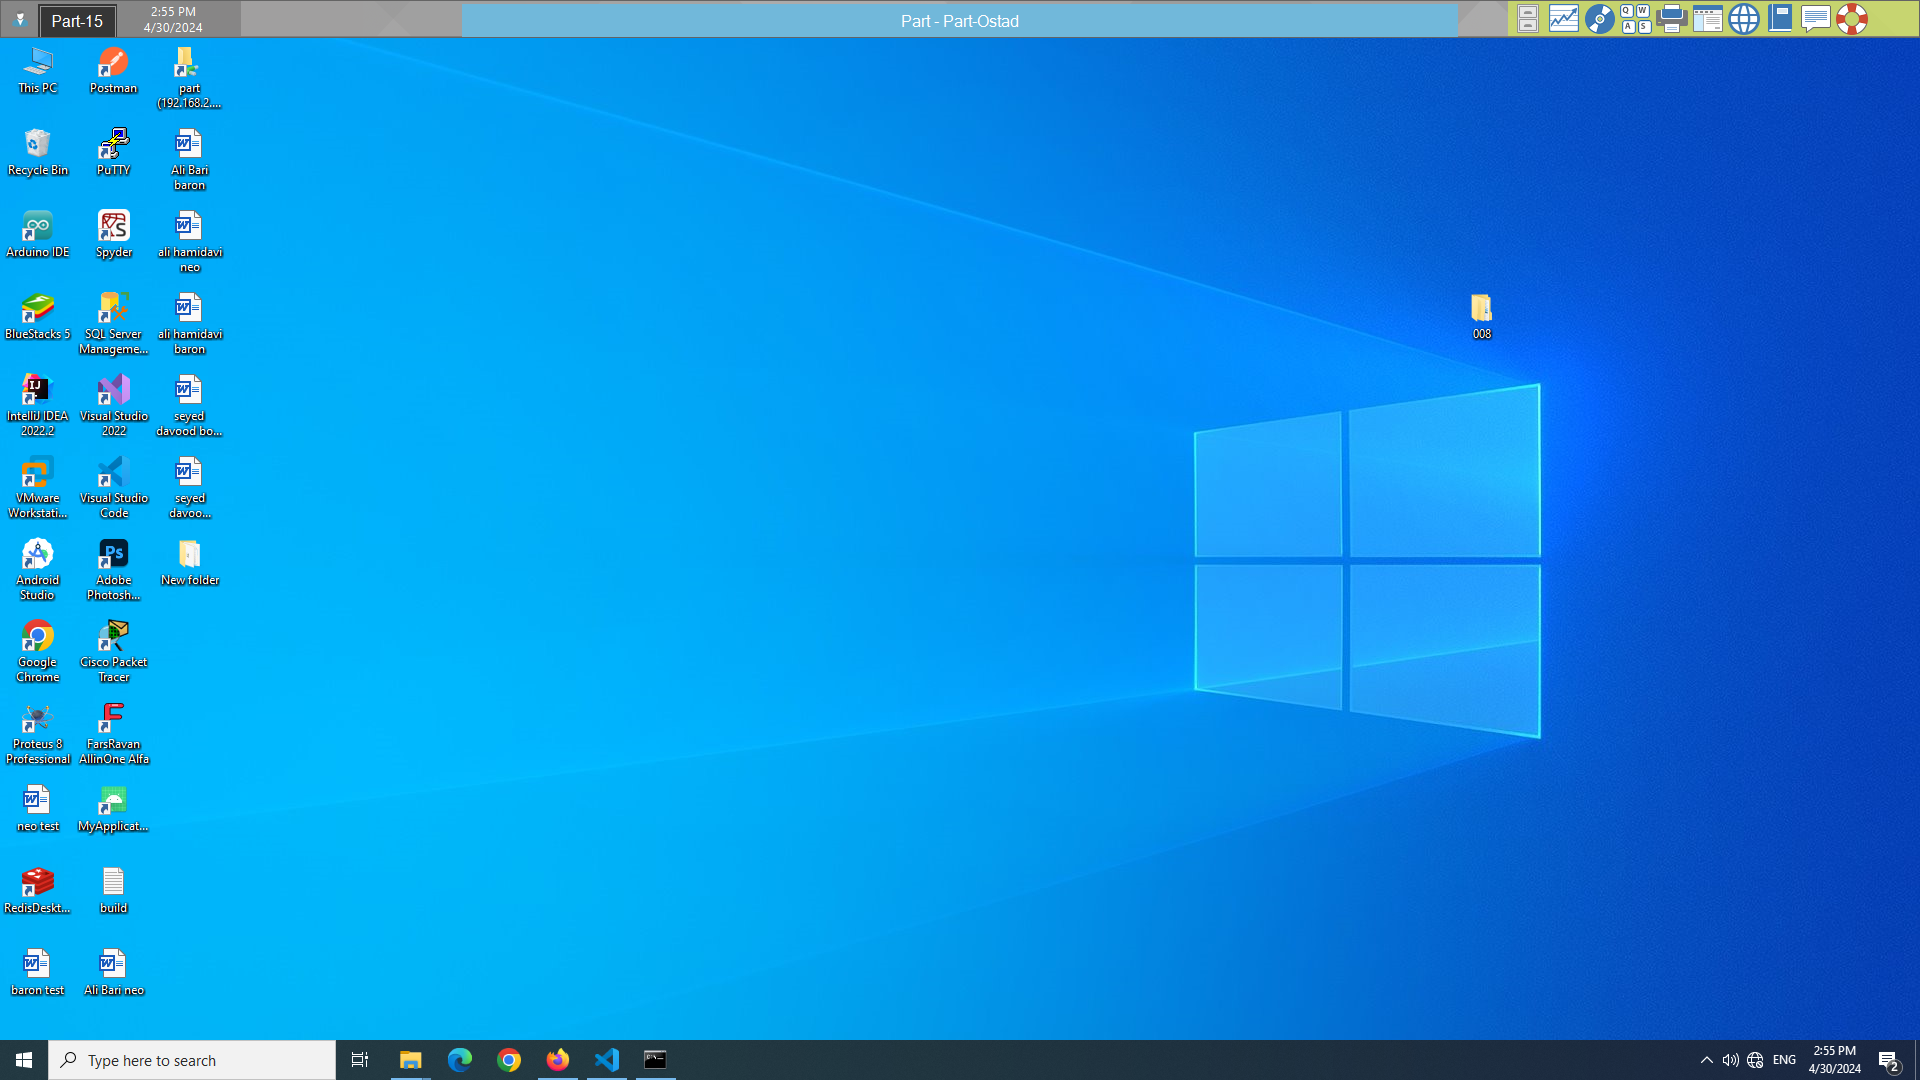 Part-15
2:55 PM
4/30/2024
Part - Part-Ostad
Q W
A S
This PC
Postman
part
(192.168.2....
Recycle Bin
PuTTY
Ali Bari
baron
Arduino IDE
Spyder
ali hamidavi
neo
BlueStacks 5
SQL Server
Manageme...
ali hamidavi
baron
008
IntelliJ IDEA
2022.2
Visual Studio
2022
seyed
davood bo...
VMware
Workstati...
Visual Studio
Code
seyed
davoo...
Android
Studio
Adobe
Photosh...
New folder
Google
Chrome
Cisco Packet
Tracer
Proteus 8
Professional
FarsRavan
AllinOne Alfa
neo test
MyApplicat...
RedisDeskt...
build
baron test
Ali Bari neo
Type here to search
ENG
2:55 PM
4/30/2024
2